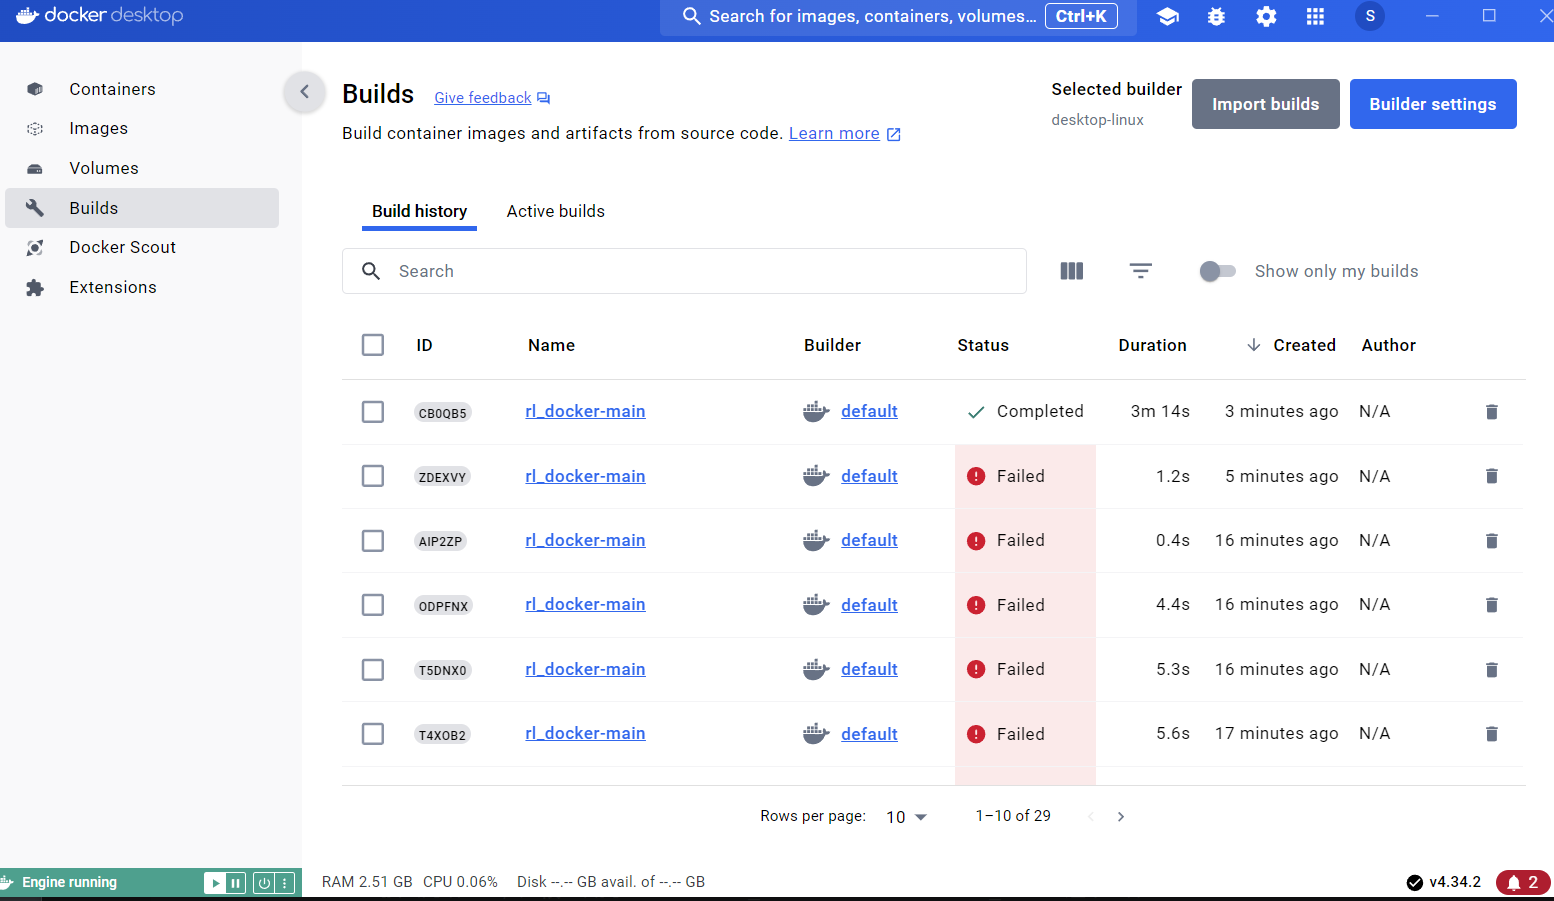 docker desktop
Search for images, containers, volumes... Ctrl+K
S
Containers
Images
Volumes
Builds
Docker Scout
Extensions
Builds Give feedback
Build container images and artifacts from source code. Learn more
Selected builder
desktop-linux
Import builds
Builder settings
Build history Active builds
Search
Show only my builds
ID Name Builder Status Duration Created Author
CB0QB5 rl_docker-main default Completed 3m 14s 3 minutes ago N/A
ZDEXVY rl_docker-main default Failed 1.2s 5 minutes ago N/A
AIP2ZP rl_docker-main default Failed 0.4s 16 minutes ago N/A
ODPFNX rl_docker-main default Failed 4.4s 16 minutes ago N/A
T5DNX0 rl_docker-main default Failed 5.3s 16 minutes ago N/A
T4XOB2 rl_docker-main default Failed 5.6s 17 minutes ago N/A
Rows per page: 10 1–10 of 29
Engine running
RAM 2.51 GB CPU 0.06% Disk --.-- GB avail. of --.-- GB
v4.34.2
2